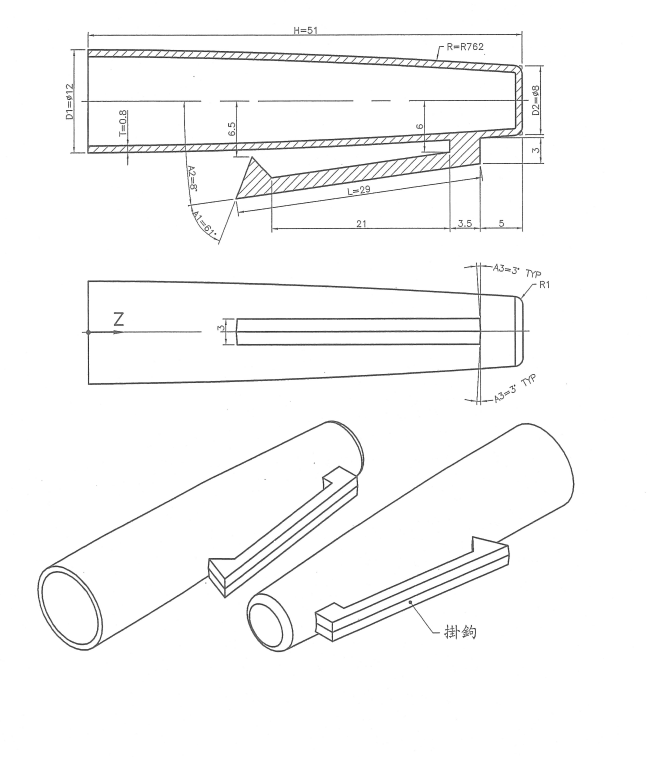 H=51
R=R762
D1=ø12
T=0.8
6.5
6
D2=ø8
3
A2=8°
A1=61°
L=29
21
3.5
5
A3=3° TYP
R1
Z
3
A3=3° TYP
掛鉤